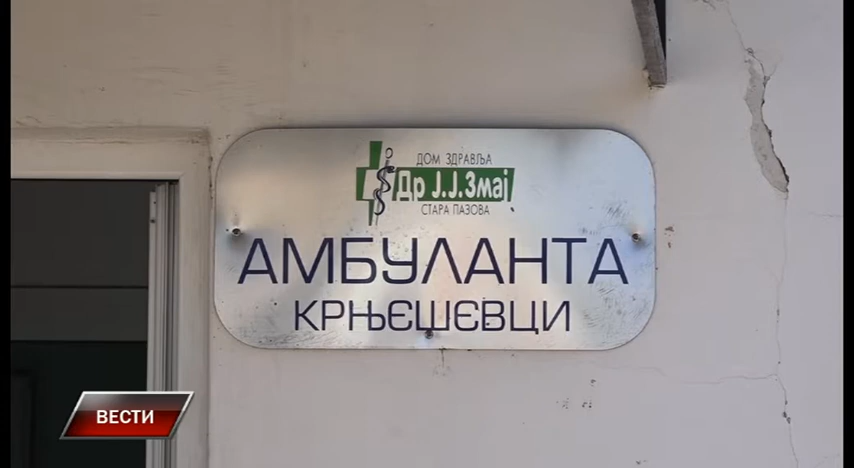 ДОМ ЗДРАВЉА
Др Ј.Ј.Змај
СТАРА ПАЗОВА
АМБУЛАНТА
КРЊЕШЕВЦИ
ВЕСТИ